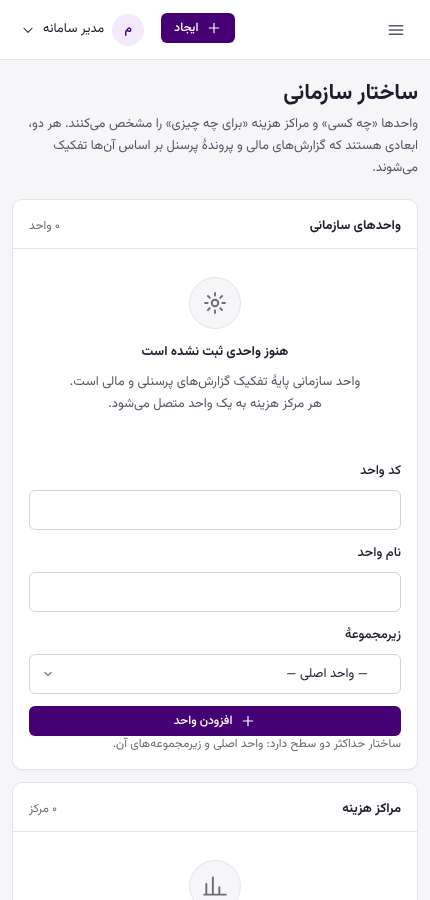 ایجاد
م
مدیر سامانه
ساختار سازمانی
واحدها «چه کسی» و مراکز هزینه «برای چه چیزی» را مشخص می‌کنند. هر دو،
ابعادی هستند که گزارش‌های مالی و پروندهٔ پرسنل بر اساس آن‌ها تفکیک
می‌شوند.
واحدهای سازمانی
۰ واحد
هنوز واحدی ثبت نشده است
واحد سازمانی پایهٔ تفکیک گزارش‌های پرسنلی و مالی است.
هر مرکز هزینه به یک واحد متصل می‌شود.
کد واحد
نام واحد
زیرمجموعهٔ
— واحد اصلی —
افزودن واحد
ساختار حداکثر دو سطح دارد: واحد اصلی و زیرمجموعه‌های آن.
مراکز هزینه
۰ مرکز